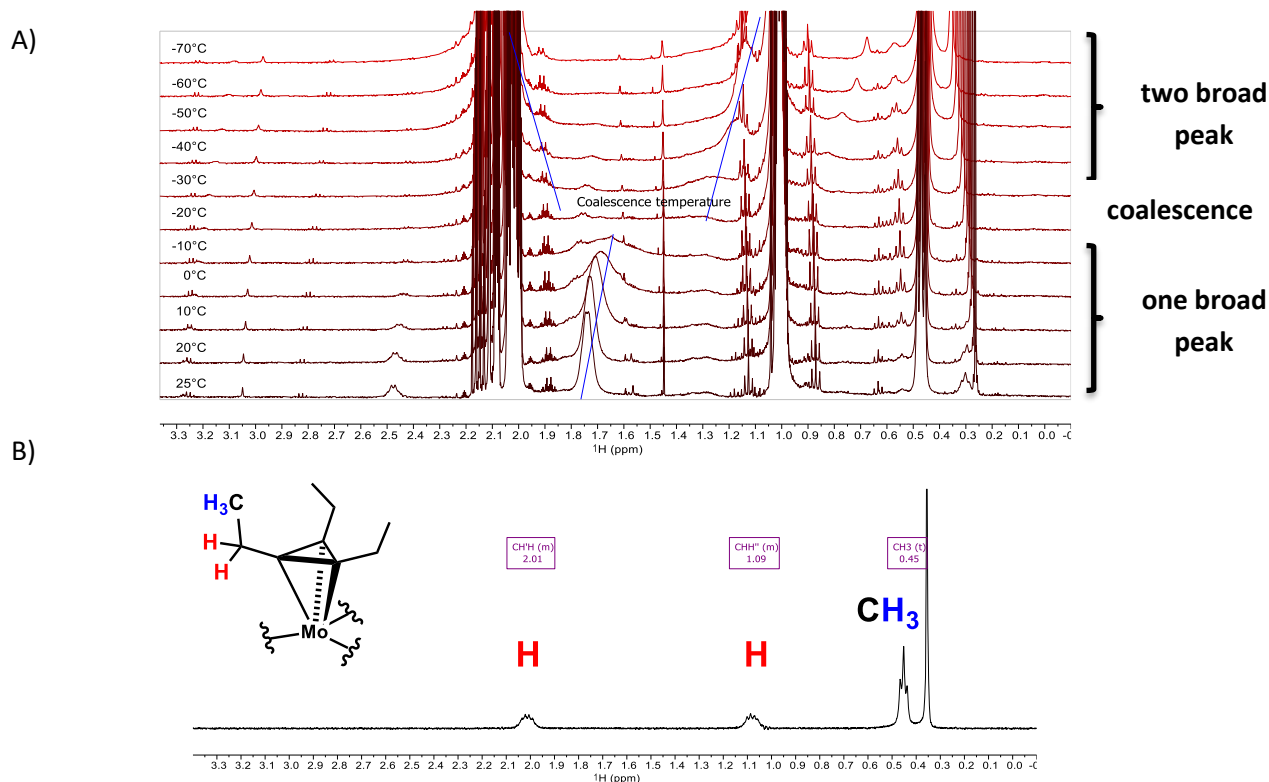 A)
-70°C
-60°C
-50°C
-40°C
-30°C
-20°C
-10°C
0°C
10°C
20°C
25°C
Coalescence temperature
two broad
peak
coalescence
one broad
peak
3.3 3.2 3.1 3.0 2.9 2.8 2.7 2.6 2.5 2.4 2.3 2.2 2.1 2.0 1.9 1.8 1.7 1.6 1.5 1.4 1.3 1.2 1.1 1.0 0.9 0.8 0.7 0.6 0.5 0.4 0.3 0.2 0.1 0.0 -0
¹H (ppm)
B)
H₃C
H
H
Mo
CH'H (m)
2.01
CHH" (m)
1.09
CH3 (t)
0.45
H
H
CH₃
3.3 3.2 3.1 3.0 2.9 2.8 2.7 2.6 2.5 2.4 2.3 2.2 2.1 2.0 1.9 1.8 1.7 1.6 1.5 1.4 1.3 1.2 1.1 1.0 0.9 0.8 0.7 0.6 0.5 0.4 0.3 0.2 0.1 0.0 -0
¹H (ppm)